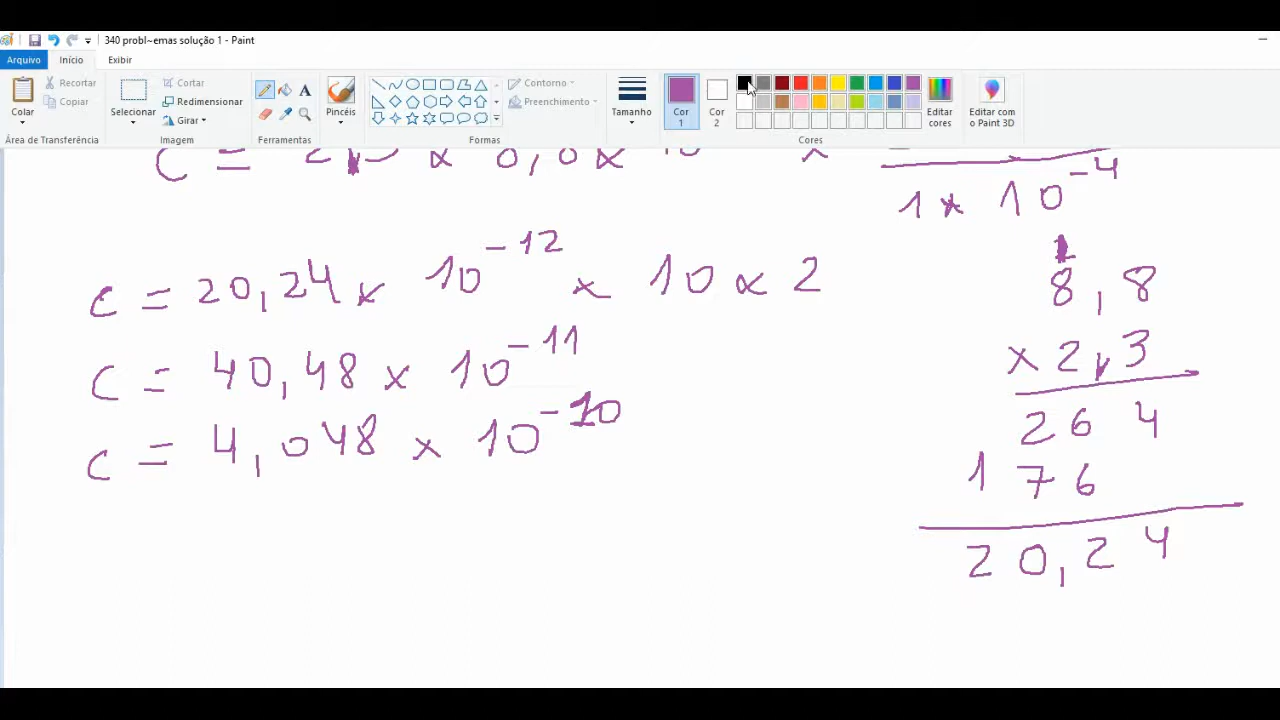 340 probl~emas solução 1 - Paint
Arquivo Início Exibir
Colar
Recortar
Copiar
Área de Transferência
Selecionar
Cortar
Redimensionar
Girar
Imagem
Ferramentas
Pincéis
Contorno
Preenchimento
Formas
Tamanho
Cor 1
Cor 2
Editar cores
Editar com o Paint 3D
Cores
1 x 10^-4
C = 20,24 x 10^-12 x 10 x 2
C = 40,48 x 10^-11
C = 4,048 x 10^-10
8,8
x 2,3
264
176
20,24